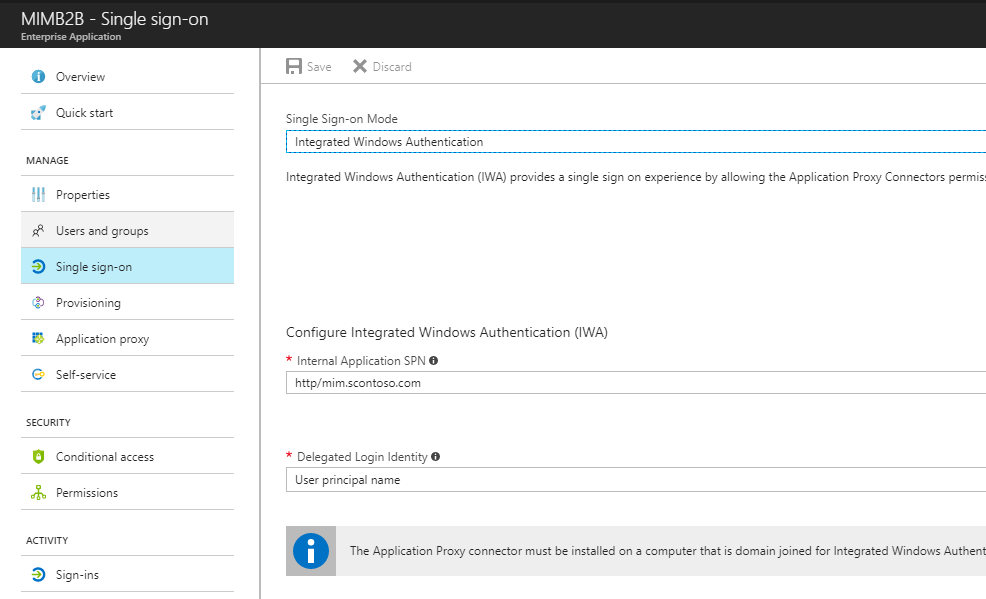 MIMB2B - Single sign-on
Enterprise Application
Overview
Quick start
MANAGE
Properties
Users and groups
Single sign-on
Provisioning
Application proxy
Self-service
SECURITY
Conditional access
Permissions
ACTIVITY
Sign-ins
Save Discard
Single Sign-on Mode
Integrated Windows Authentication
Integrated Windows Authentication (IWA) provides a single sign on experience by allowing the Application Proxy Connectors permiss
Configure Integrated Windows Authentication (IWA)
* Internal Application SPN
http/mim.scontoso.com
* Delegated Login Identity
User principal name
The Application Proxy connector must be installed on a computer that is domain joined for Integrated Windows Authent